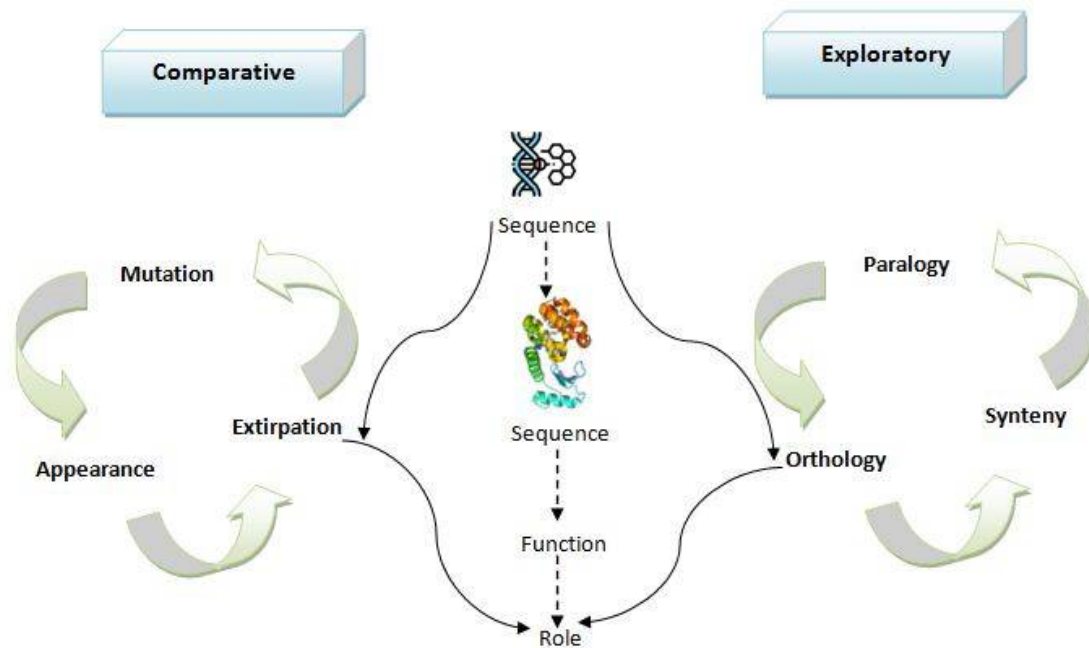 Comparative
Exploratory
Sequence
Mutation
Paralogy
Extirpation
Synteny
Sequence
Appearance
Orthology
Function
Role